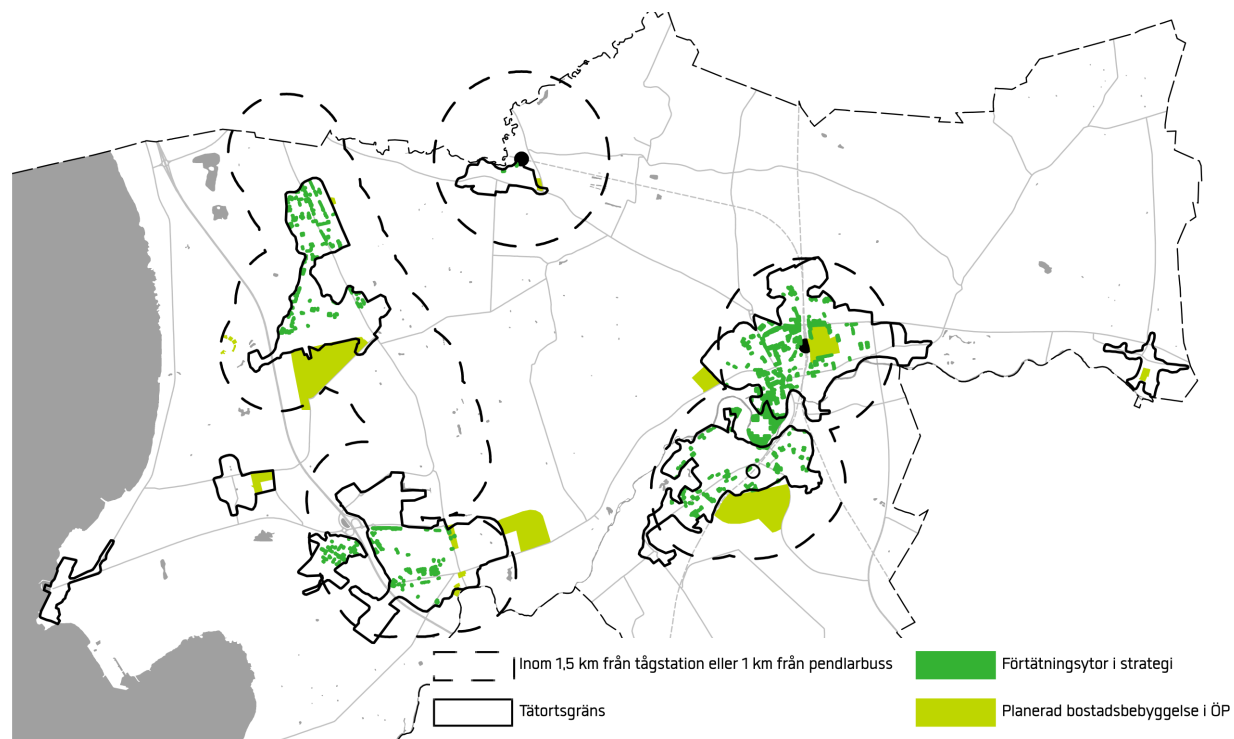 Inom 1,5 km från tågstation eller 1 km från pendlarbuss
Tätortsgräns
Förtätningsytor i strategi
Planerad bostadsbebyggelse i ÖP